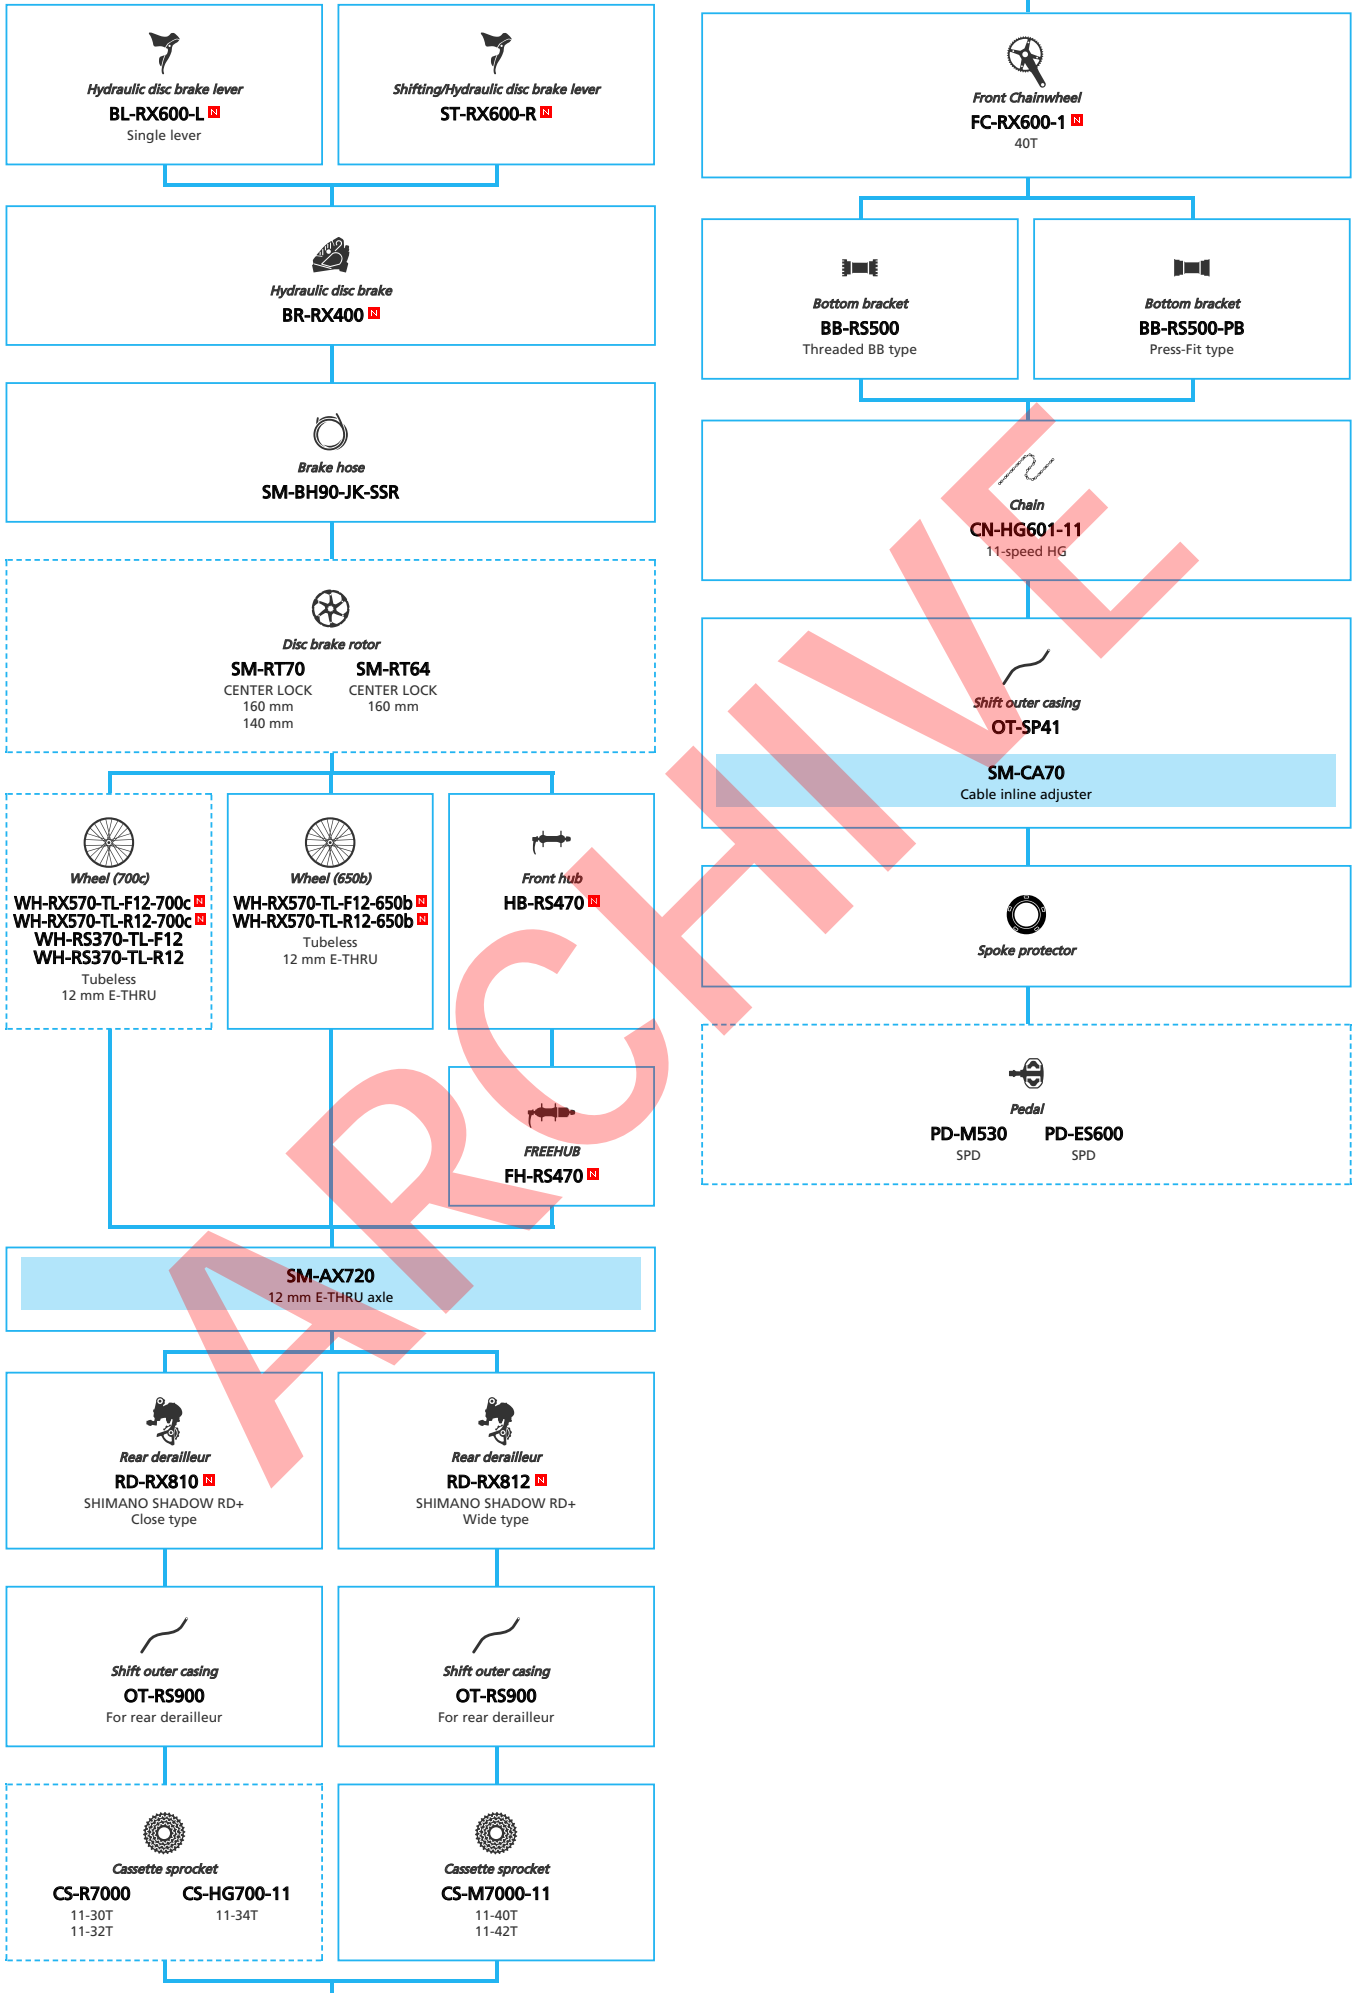 Hydraulic disc brake lever
BL-RX600-L N
Single lever
Shifting/Hydraulic disc brake lever
ST-RX600-R N
Hydraulic disc brake
BR-RX400 N
Brake hose
SM-BH90-JK-SSR
Disc brake rotor
SM-RT70
CENTER LOCK
160 mm
140 mm
SM-RT64
CENTER LOCK
160 mm
Wheel (700c)
WH-RX570-TL-F12-700c N
WH-RX570-TL-R12-700c N
WH-RS370-TL-F12
WH-RS370-TL-R12
Tubeless
12 mm E-THRU
Wheel (650b)
WH-RX570-TL-F12-650b N
WH-RX570-TL-R12-650b N
Tubeless
12 mm E-THRU
Front hub
HB-RS470 N
FREEHUB
FH-RS470 N
SM-AX720
12 mm E-THRU axle
Rear derailleur
RD-RX810 N
SHIMANO SHADOW RD+
Close type
Rear derailleur
RD-RX812 N
SHIMANO SHADOW RD+
Wide type
Shift outer casing
OT-RS900
For rear derailleur
Shift outer casing
OT-RS900
For rear derailleur
Cassette sprocket
CS-R7000
11-30T
11-32T
CS-HG700-11
11-34T
Cassette sprocket
CS-M7000-11
11-40T
11-42T
Front Chainwheel
FC-RX600-1 N
40T
Bottom bracket
BB-RS500
Threaded BB type
Bottom bracket
BB-RS500-PB
Press-Fit type
Chain
CN-HG601-11
11-speed HG
Shift outer casing
OT-SP41
SM-CA70
Cable inline adjuster
Spoke protector
Pedal
PD-M530
SPD
PD-ES600
SPD
ARCHIVE